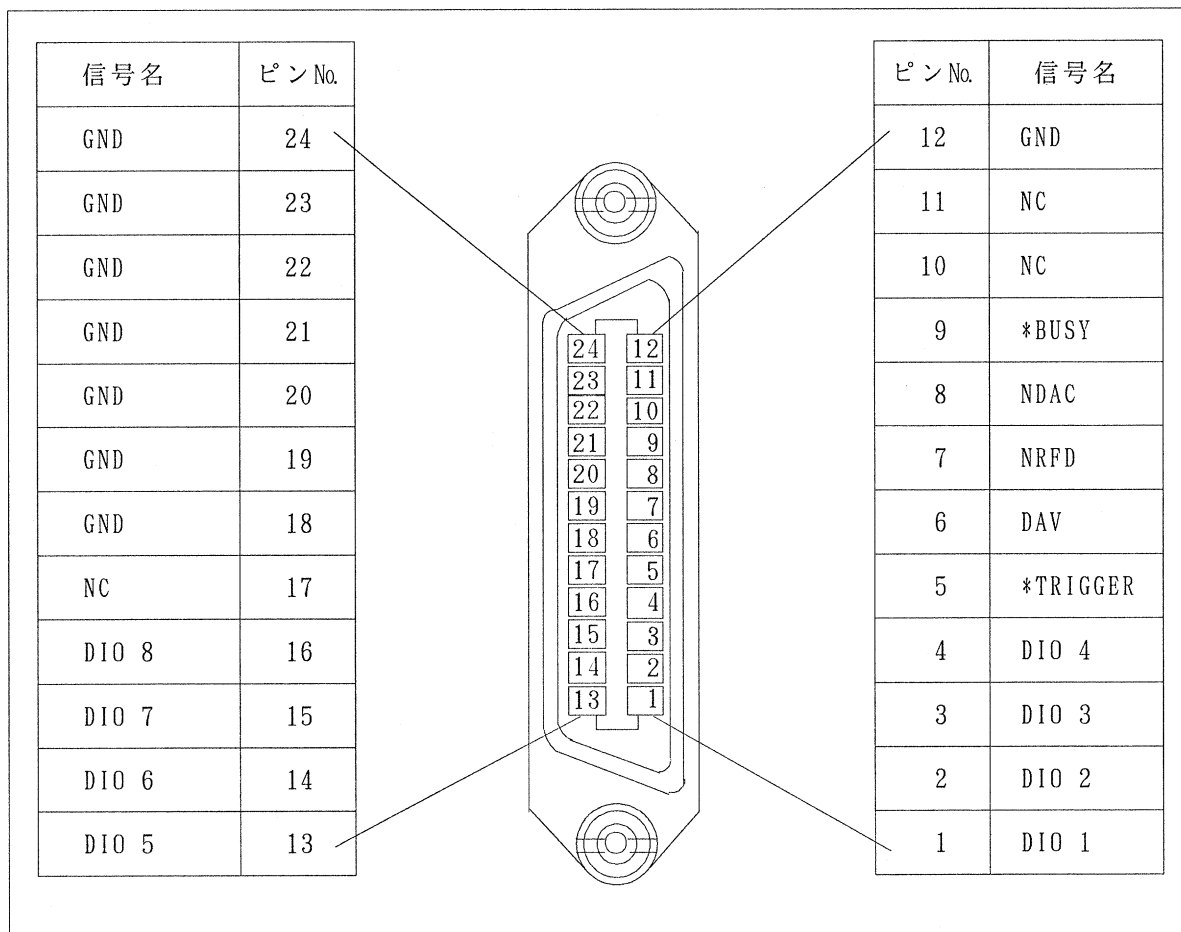 信号名 ピンNo.
GND 24
GND 23
GND 22
GND 21
GND 20
GND 19
GND 18
NC 17
DIO 8 16
DIO 7 15
DIO 6 14
DIO 5 13
24 12
23 11
22 10
21 9
20 8
19 7
18 6
17 5
16 4
15 3
14 2
13 1
ピンNo. 信号名
12 GND
11 NC
10 NC
9 *BUSY
8 NDAC
7 NRFD
6 DAV
5 *TRIGGER
4 DIO 4
3 DIO 3
2 DIO 2
1 DIO 1